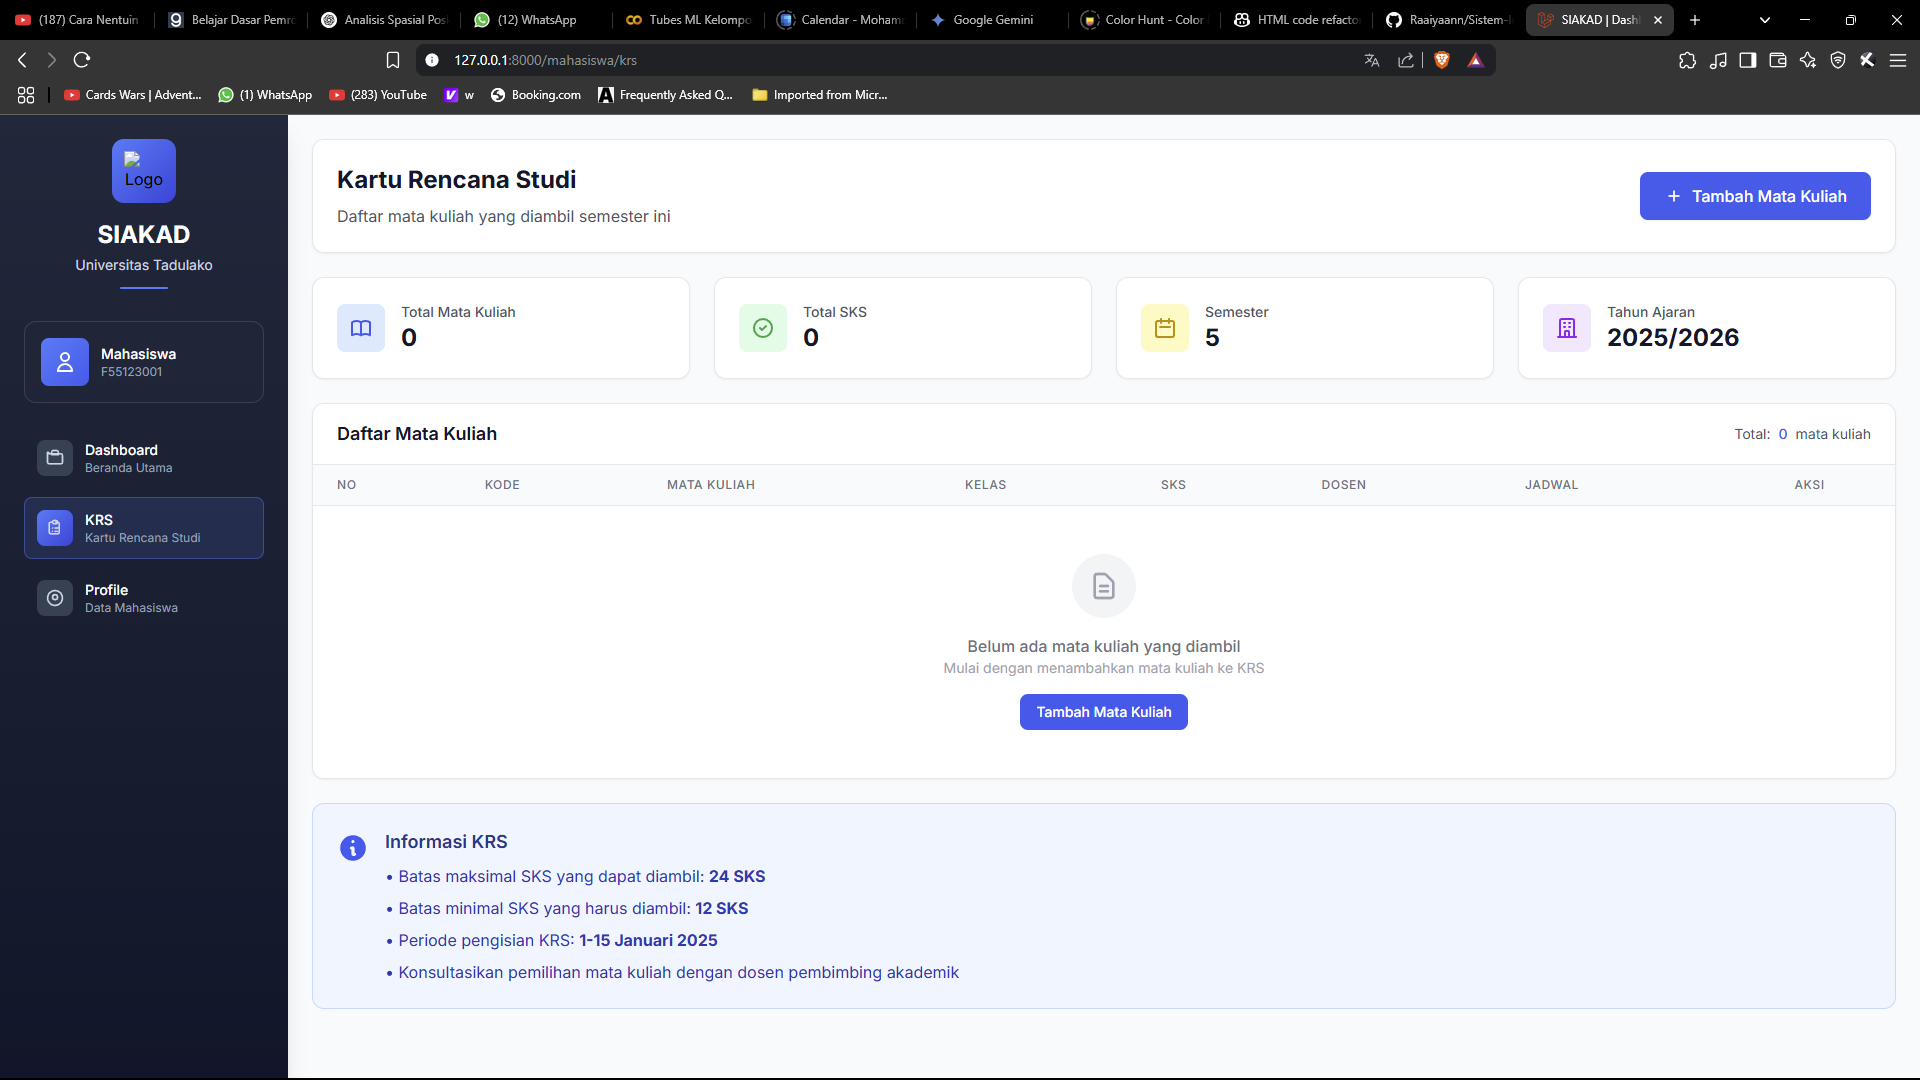 (187) Cara Nentuin
Belajar Dasar Pemro
Analisis Spasial Pos
(12) WhatsApp
Tubes ML Kelompo
Calendar - Moham
Google Gemini
Color Hunt - Color
HTML code refacto
Raaiyaann/Sistem-I
SIAKAD | Dash
127.0.0.1:8000/mahasiswa/krs
Cards Wars | Advent...
(1) WhatsApp
(283) YouTube
w
Booking.com
Frequently Asked Q...
Imported from Micr...
Logo
SIAKAD
Universitas Tadulako
Mahasiswa
F55123001
Dashboard
Beranda Utama
KRS
Kartu Rencana Studi
Profile
Data Mahasiswa
Kartu Rencana Studi
Daftar mata kuliah yang diambil semester ini
+ Tambah Mata Kuliah
Total Mata Kuliah
0
Total SKS
0
Semester
5
Tahun Ajaran
2025/2026
Daftar Mata Kuliah
Total: 0 mata kuliah
NO KODE MATA KULIAH KELAS SKS DOSEN JADWAL AKSI
Belum ada mata kuliah yang diambil
Mulai dengan menambahkan mata kuliah ke KRS
Tambah Mata Kuliah
Informasi KRS
• Batas maksimal SKS yang dapat diambil: 24 SKS
• Batas minimal SKS yang harus diambil: 12 SKS
• Periode pengisian KRS: 1-15 Januari 2025
• Konsultasikan pemilihan mata kuliah dengan dosen pembimbing akademik